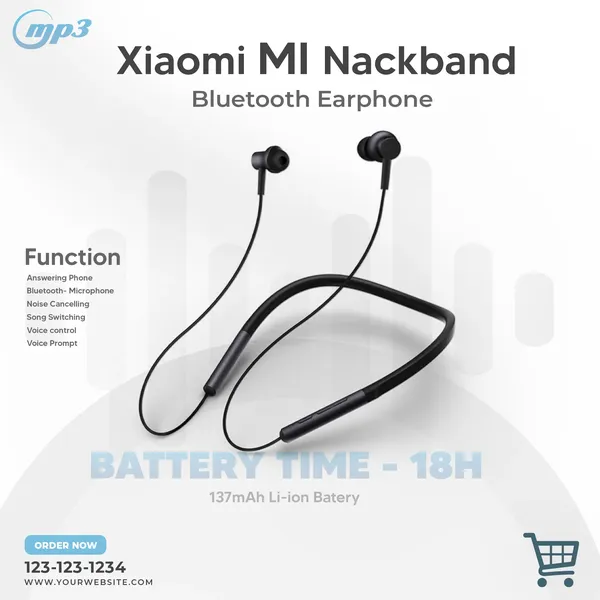 mp3
Xiaomi MI Nackband
Bluetooth Earphone
Function
Answering Phone
Bluetooth- Microphone
Noise Cancelling
Song Switching
Voice control
Voice Prompt
BATTERY TIME - 18H
137mAh Li-ion Batery
ORDER NOW
123-123-1234
WWW.YOURWEBSITE.COM